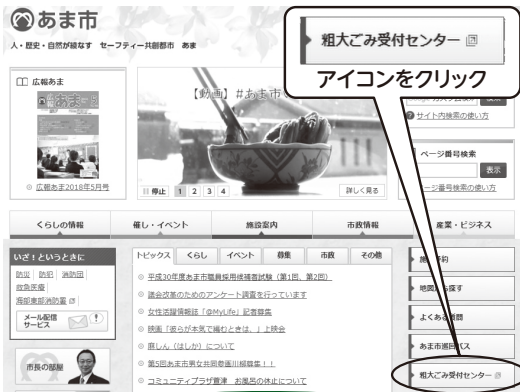 あま市
人・歴史・自然が綾なす セーフティー共創都市 あま
粗大ごみ受付センター
アイコンをクリック
広報あま
広報あま2018年5月号
【動画】#あま市
停止 1 2 3 4
詳しく見る
サイト内検索の使い方
ページ番号検索
表示
ページ番号検索の使い方
くらしの情報
催し・イベント
施設案内
市政情報
産業・ビジネス
いざ!というときに
防災 防犯 消防団
救急医療
海部東部消防署
メール配信
サービス
市長の部屋
トピックス くらし イベント 募集 市政 その他
平成30年度あま市職員採用候補者試験（第1回、第2回）
議会改革のためのアンケート調査を行っています
女性活躍情報誌「@MyLife」記者募集
映画「彼らが本気で編むときは、」上映会
麻しん（はしか）について
第5回あま市男女共同参画川柳募集！！
コミュニティプラザ萱津 お風呂の休止について
よくある質問
あま市巡回バス
粗大ごみ受付センター